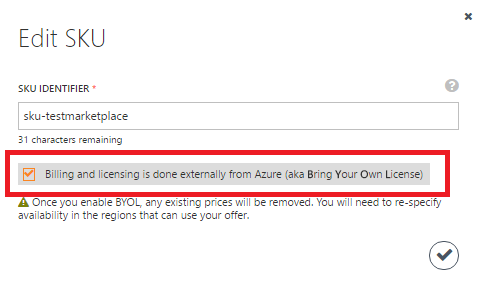 Edit SKU
SKU IDENTIFIER *
sku-testmarketplace
31 characters remaining
Billing and licensing is done externally from Azure (aka Bring Your Own License)
Once you enable BYOL, any existing prices will be removed. You will need to re-specify
availability in the regions that can use your offer.